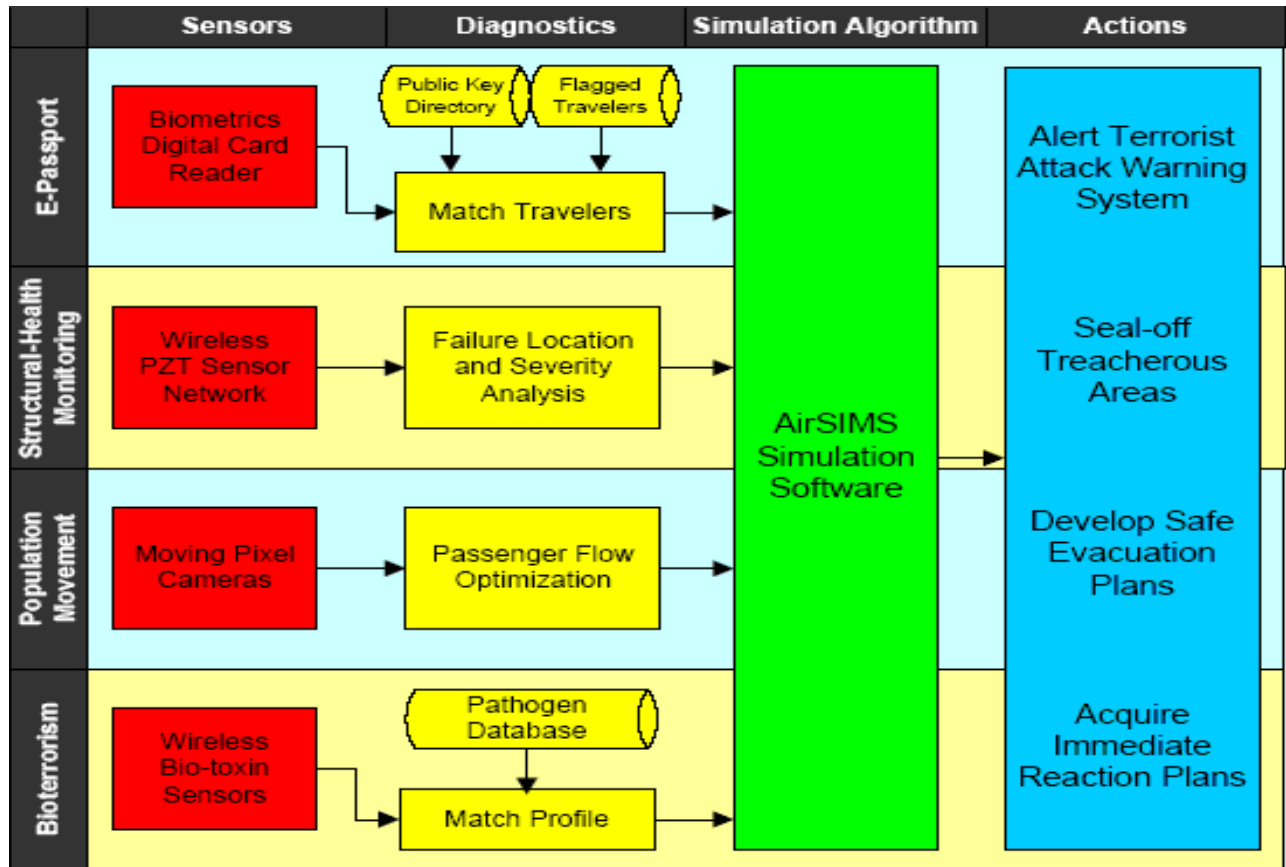 Sensors
Diagnostics
Simulation Algorithm
Actions
E-Passport
Biometrics
Digital Card
Reader
Public Key
Directory
Flagged
Travelers
Match Travelers
Structural-Health
Monitoring
Wireless
PZT Sensor
Network
Failure Location
and Severity
Analysis
Population
Movement
Moving Pixel
Cameras
Passenger Flow
Optimization
Bioterrorism
Wireless
Bio-toxin
Sensors
Pathogen
Database
Match Profile
AirSIMS
Simulation
Software
Alert Terrorist
Attack Warning
System
Seal-off
Treacherous
Areas
Develop Safe
Evacuation
Plans
Acquire
Immediate
Reaction Plans